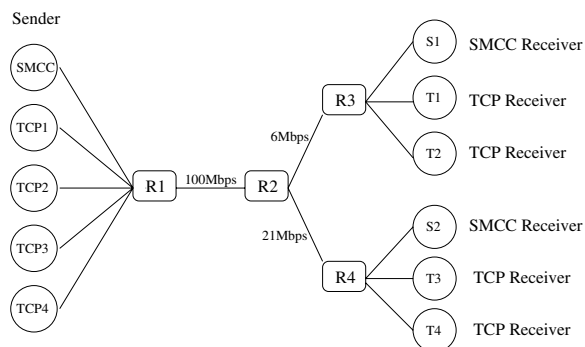 Sender
SMCC
TCP1
TCP2
TCP3
TCP4
R1
100Mbps
R2
6Mbps
21Mbps
R3
R4
S1 SMCC Receiver
T1 TCP Receiver
T2 TCP Receiver
S2 SMCC Receiver
T3 TCP Receiver
T4 TCP Receiver